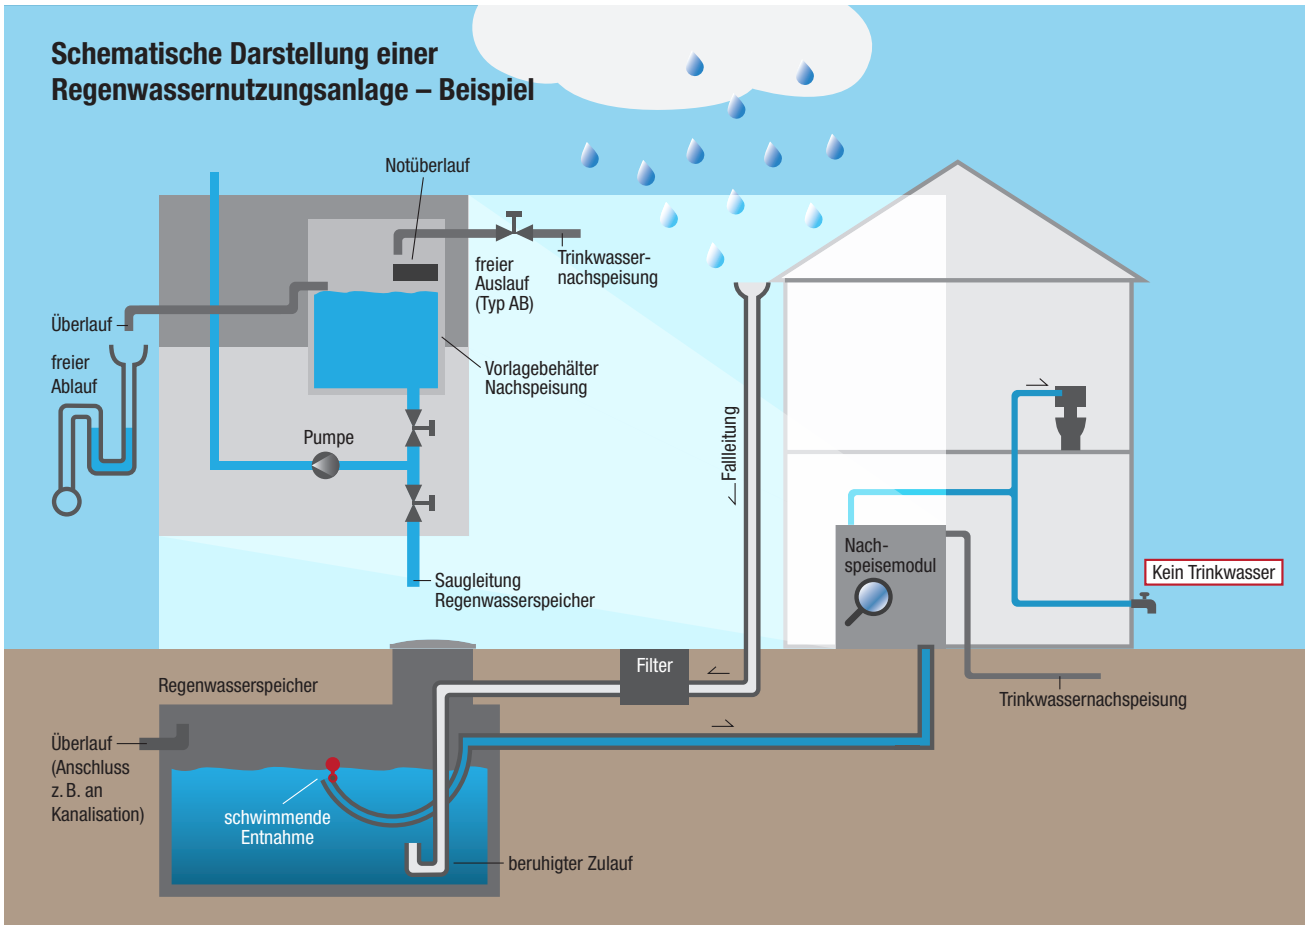 Schematische Darstellung einer
Regenwassernutzungsanlage – Beispiel
Notüberlauf
Trinkwasser-
nachspeisung
freier
Auslauf
(Typ AB)
Überlauf
freier
Ablauf
Vorlagebehälter
Nachspeisung
Pumpe
Fallleitung
Saugleitung
Regenwasserspeicher
Nach-
speisemodul
Kein Trinkwasser
Filter
Regenwasserspeicher
Trinkwassernachspeisung
Überlauf
(Anschluss
z. B. an
Kanalisation)
schwimmende
Entnahme
beruhigter Zulauf